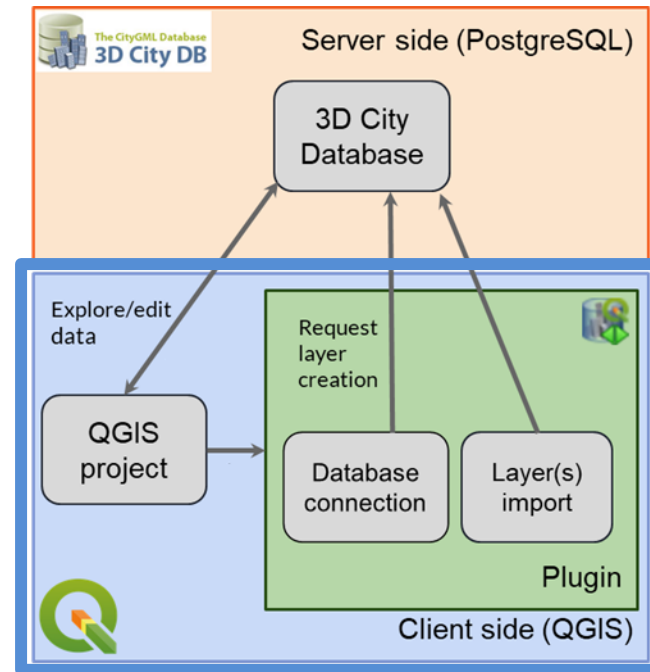 The CityGML Database
3D City DB
Server side (PostgreSQL)
3D City
Database
Explore/edit
data
Request
layer
creation
QGIS
project
Database
connection
Layer(s)
import
Plugin
Client side (QGIS)